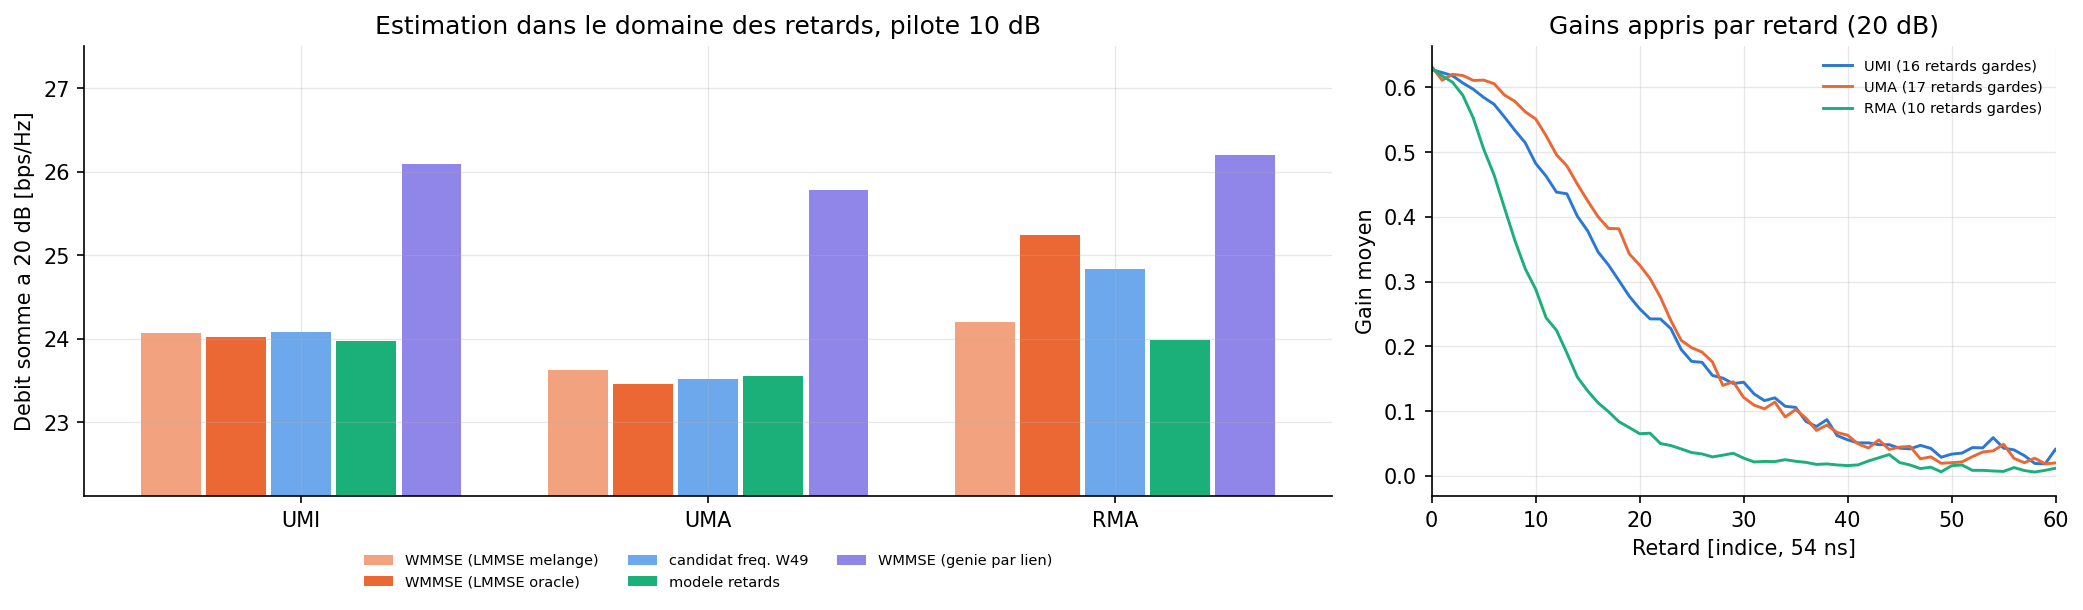 Estimation dans le domaine des retards, pilote 10 dB
Debit somme a 20 dB [bps/Hz]
27
26
25
24
23
UMI
UMA
RMA
WMMSE (LMMSE melange)
WMMSE (LMMSE oracle)
candidat freq. W49
modele retards
WMMSE (genie par lien)
Gains appris par retard (20 dB)
Gain moyen
0.6
0.5
0.4
0.3
0.2
0.1
0.0
UMI (16 retards gardes)
UMA (17 retards gardes)
RMA (10 retards gardes)
0
10
20
30
40
50
60
Retard [indice, 54 ns]